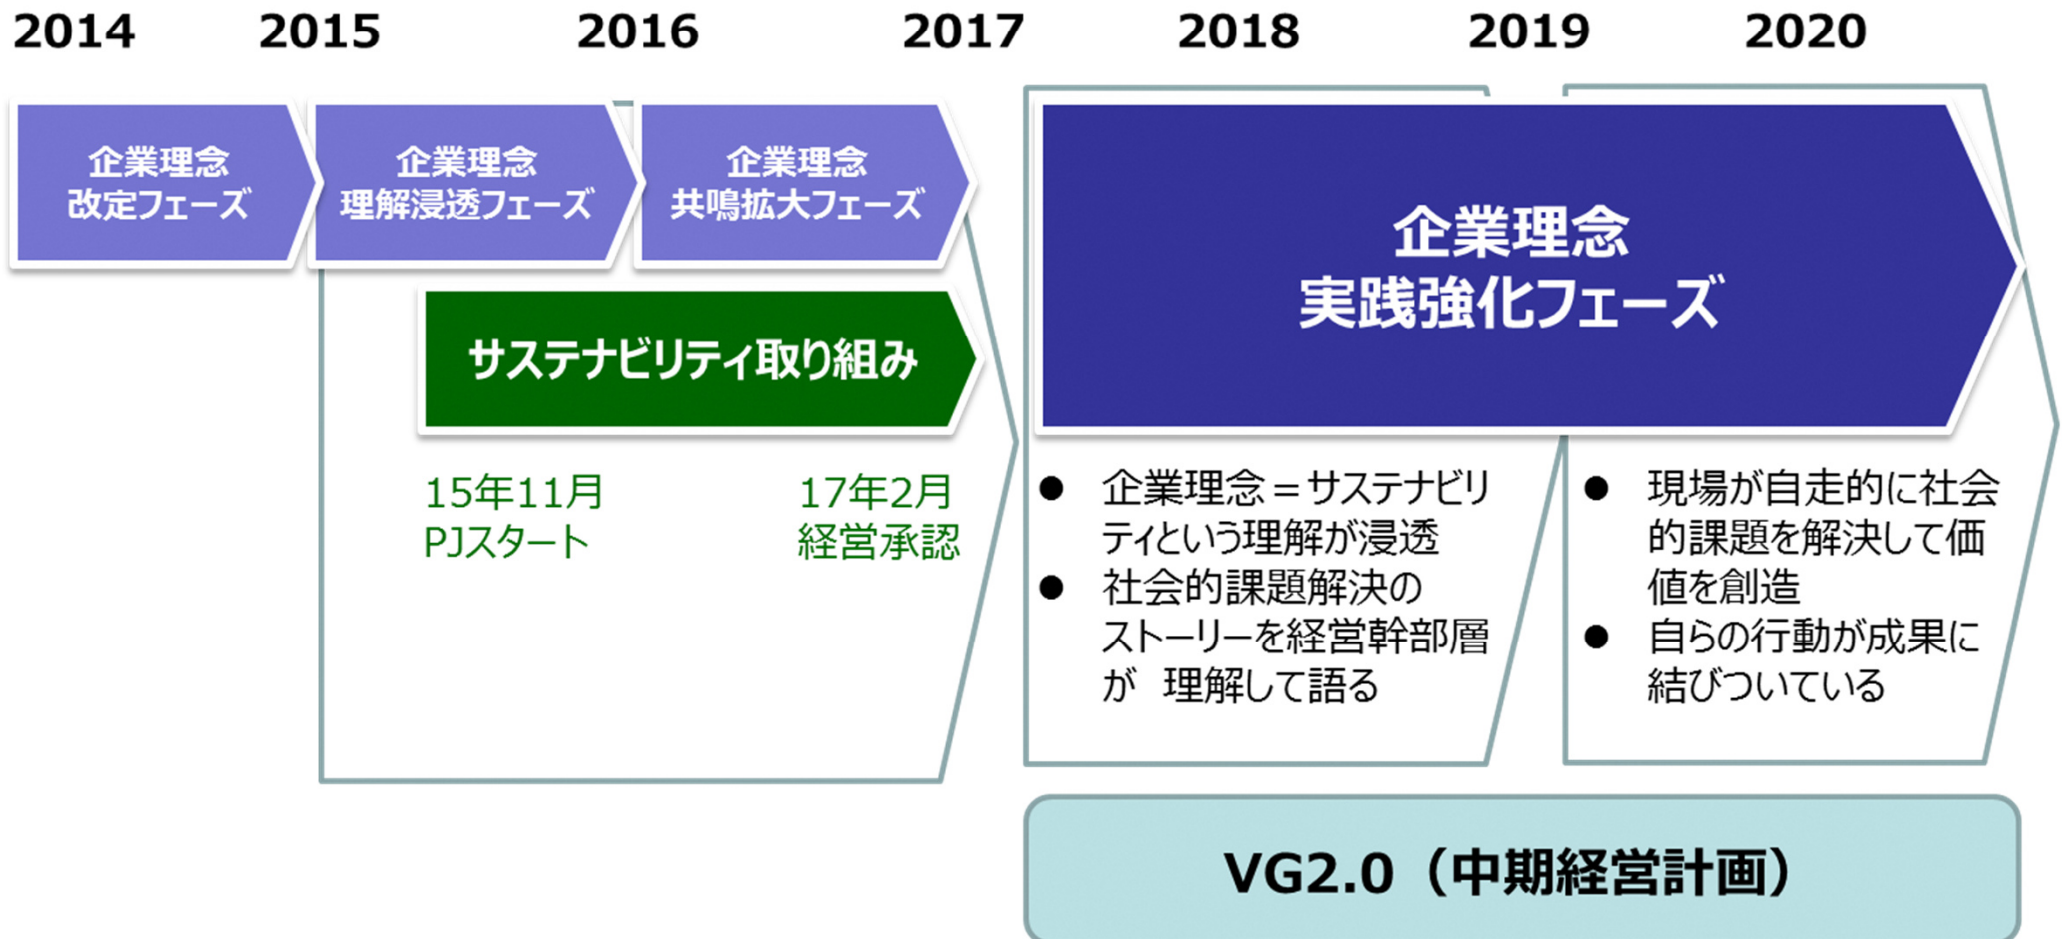 2014 2015 2016 2017 2018 2019 2020
企業理念
改定フェーズ
企業理念
理解浸透フェーズ
企業理念
共鳴拡大フェーズ
企業理念
実践強化フェーズ
サステナビリティ取り組み
15年11月
PJスタート
17年2月
経営承認
● 企業理念＝サステナビリ
ティという理解が浸透
● 社会的課題解決の
ストーリーを経営幹部層
が 理解して語る
● 現場が自走的に社会
的課題を解決して価
値を創造
● 自らの行動が成果に
結びついている
VG2.0（中期経営計画）